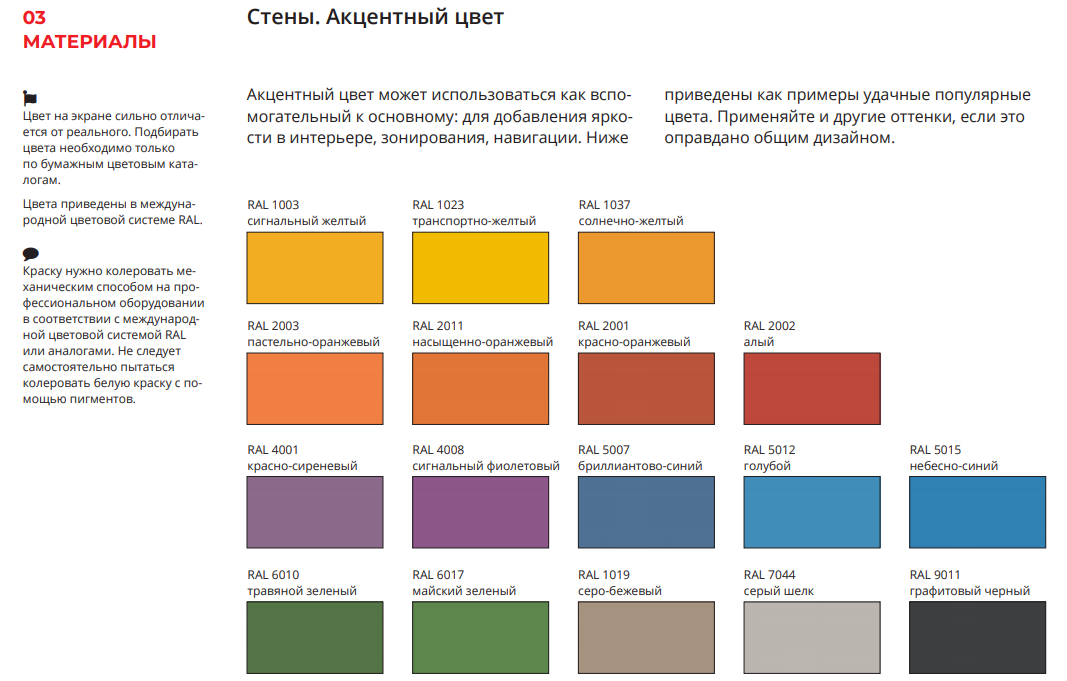 03
МАТЕРИАЛЫ
Стены. Акцентный цвет
Цвет на экране сильно отлича-
ется от реального. Подбирать
цвета необходимо только
по бумажным цветовым ката-
логам.
Цвета приведены в междуна-
родной цветовой системе RAL.
Краску нужно колеровать ме-
ханическим способом на про-
фессиональном оборудовании
в соответствии с международ-
ной цветовой системой RAL
или аналогами. Не следует
самостоятельно пытаться
колеровать белую краску с по-
мощью пигментов.
Акцентный цвет может использоваться как вспо-
могательный к основному: для добавления ярко-
сти в интерьере, зонирования, навигации. Ниже
приведены как примеры удачные популярные
цвета. Применяйте и другие оттенки, если это
оправдано общим дизайном.
RAL 1003
сигнальный желтый
RAL 1023
транспортно-желтый
RAL 1037
солнечно-желтый
RAL 2003
пастельно-оранжевый
RAL 2011
насыщенно-оранжевый
RAL 2001
красно-оранжевый
RAL 2002
алый
RAL 4001
красно-сиреневый
RAL 4008
сигнальный фиолетовый
RAL 5007
бриллиантово-синий
RAL 5012
голубой
RAL 5015
небесно-синий
RAL 6010
травяной зеленый
RAL 6017
майский зеленый
RAL 1019
серо-бежевый
RAL 7044
серый шелк
RAL 9011
графитовый черный